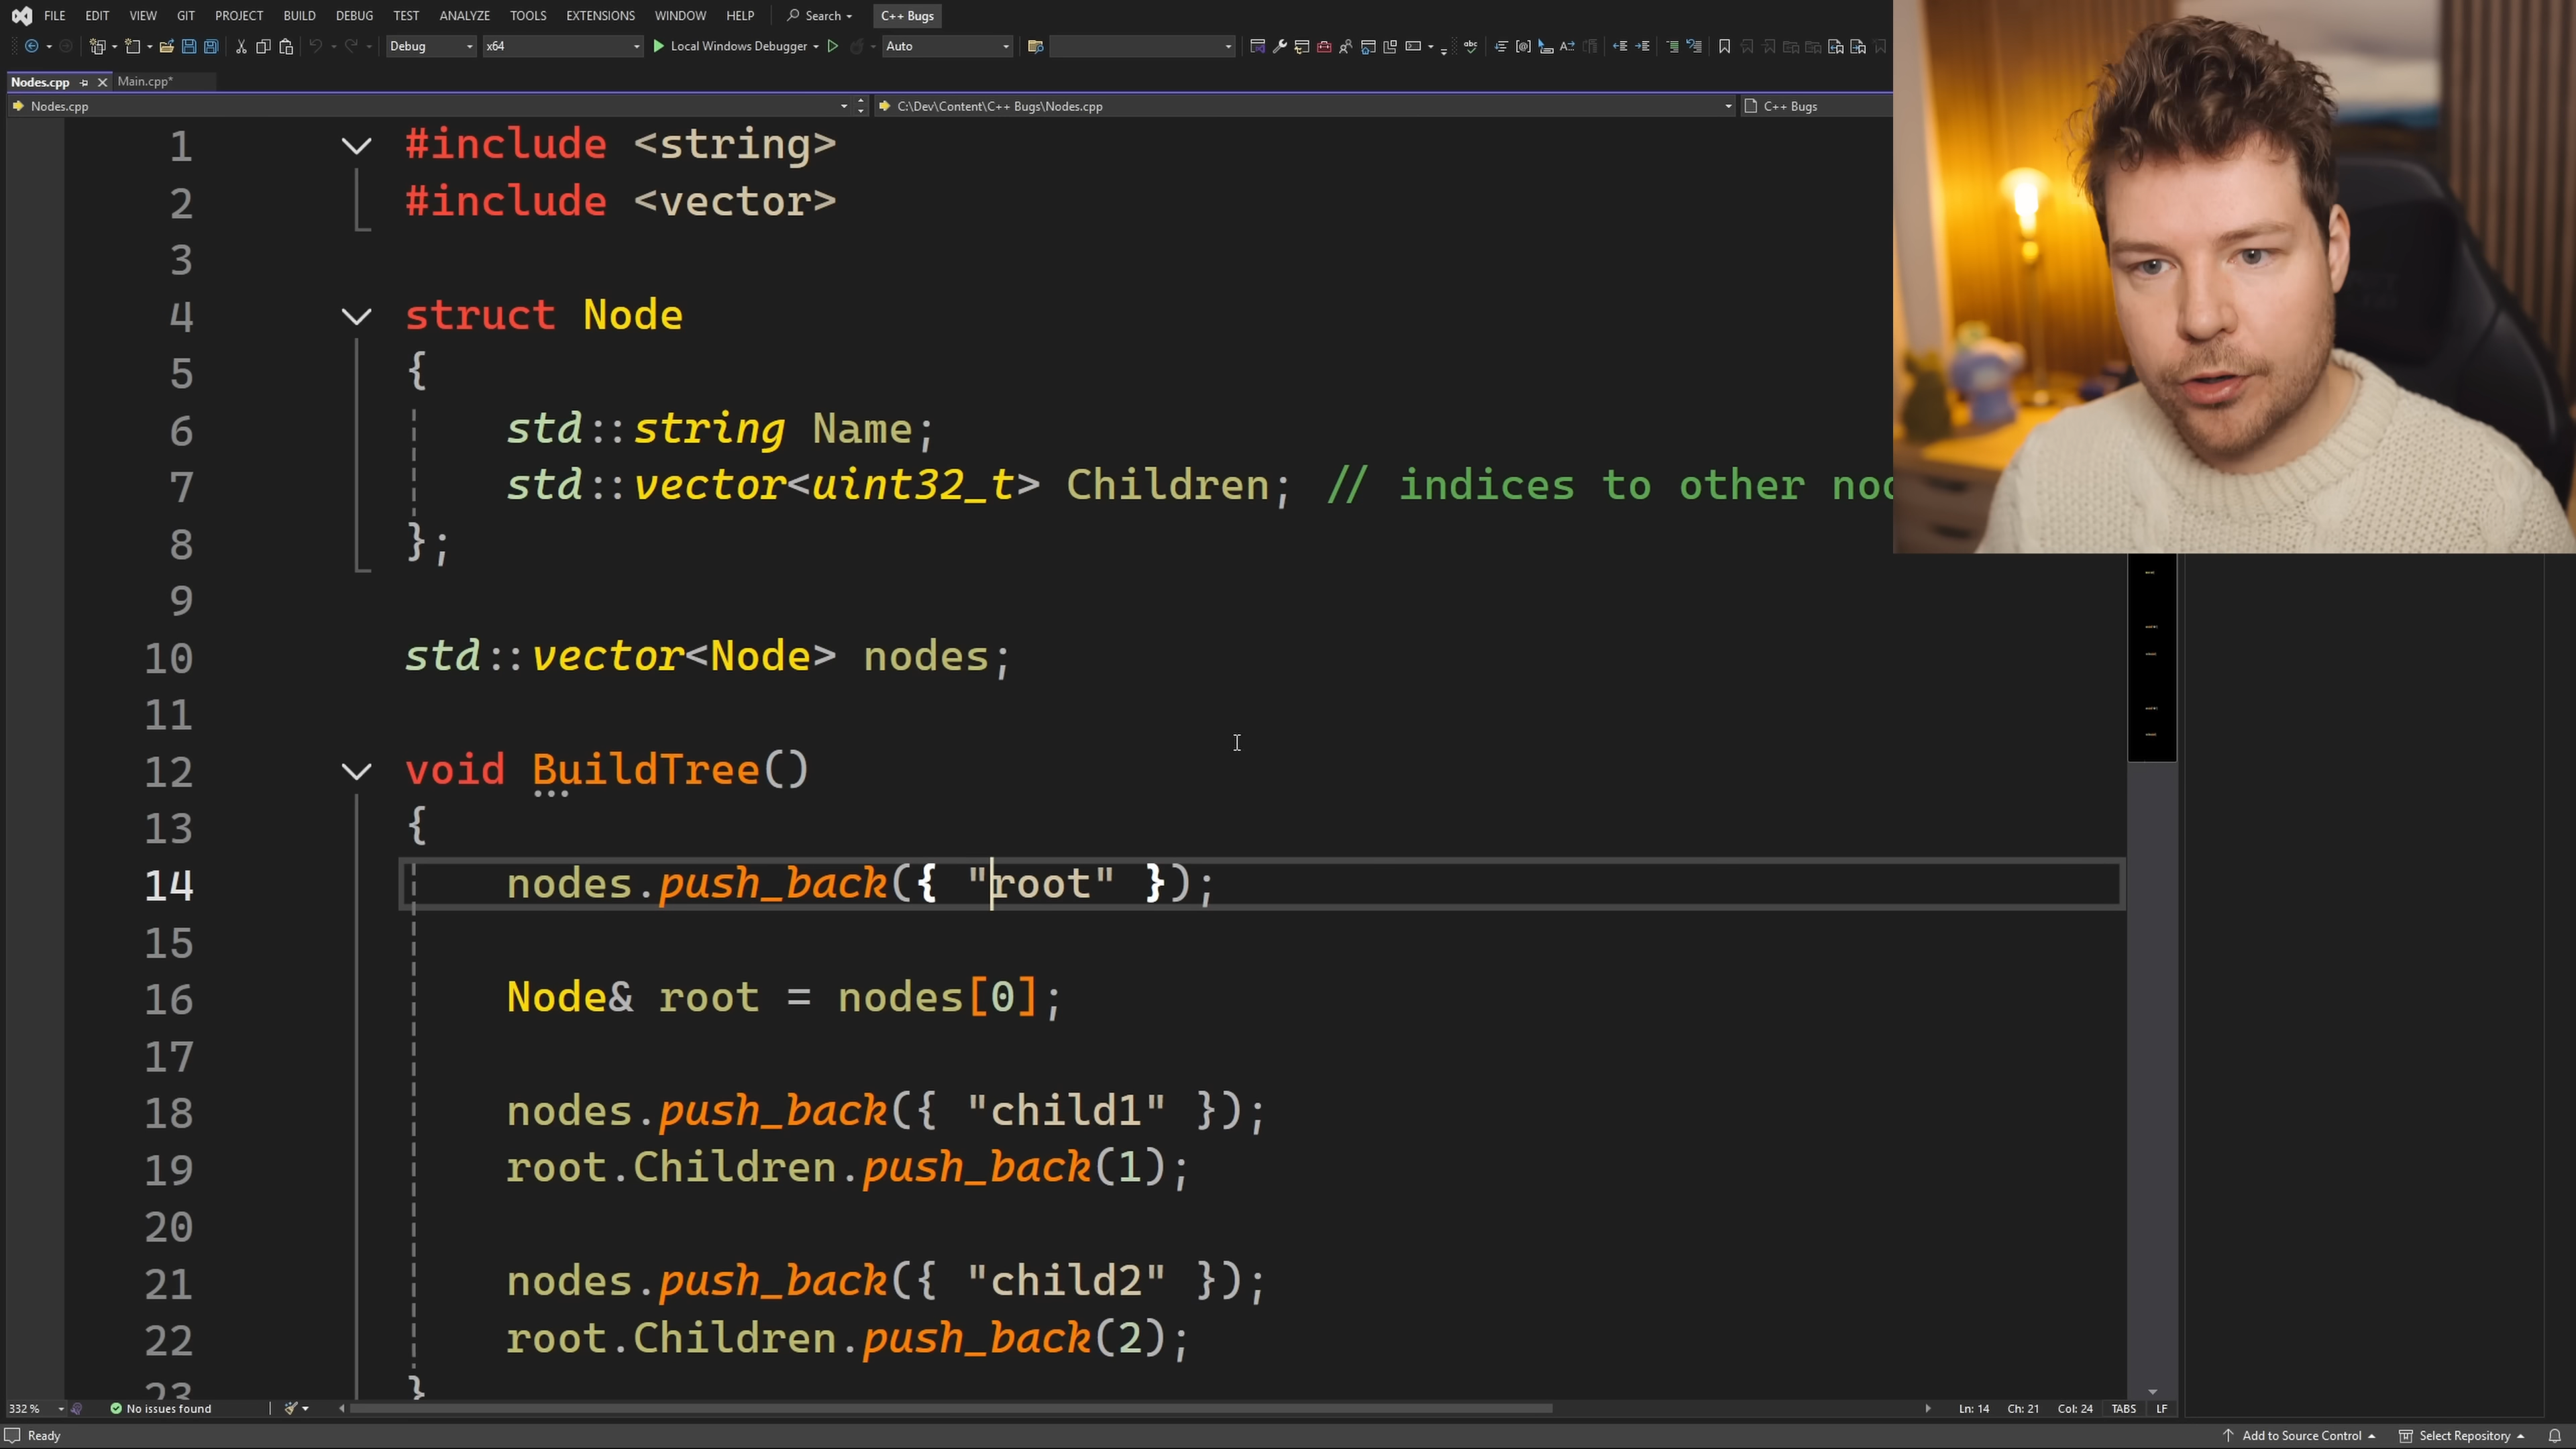 FILE EDIT VIEW GIT PROJECT BUILD DEBUG TEST ANALYZE TOOLS EXTENSIONS WINDOW HELP Search C++ Bugs
Debug x64 Local Windows Debugger Auto
Nodes.cpp Main.cpp*
Nodes.cpp C:\Dev\Content\C++ Bugs\Nodes.cpp C++ Bugs
1 #include <string>
2 #include <vector>
3
4 struct Node
5 {
6 std::string Name;
7 std::vector<uint32_t> Children; // indices to other
8 };
9
10 std::vector<Node> nodes;
11
12 void BuildTree()
13 {
14 nodes.push_back({ "root" });
15
16 Node& root = nodes[0];
17
18 nodes.push_back({ "child1" });
19 root.Children.push_back(1);
20
21 nodes.push_back({ "child2" });
22 root.Children.push_back(2);
23 }
332 % No issues found Ln: 14 Ch: 21 Col: 24 TABS LF
Ready Add to Source Control Select Repository